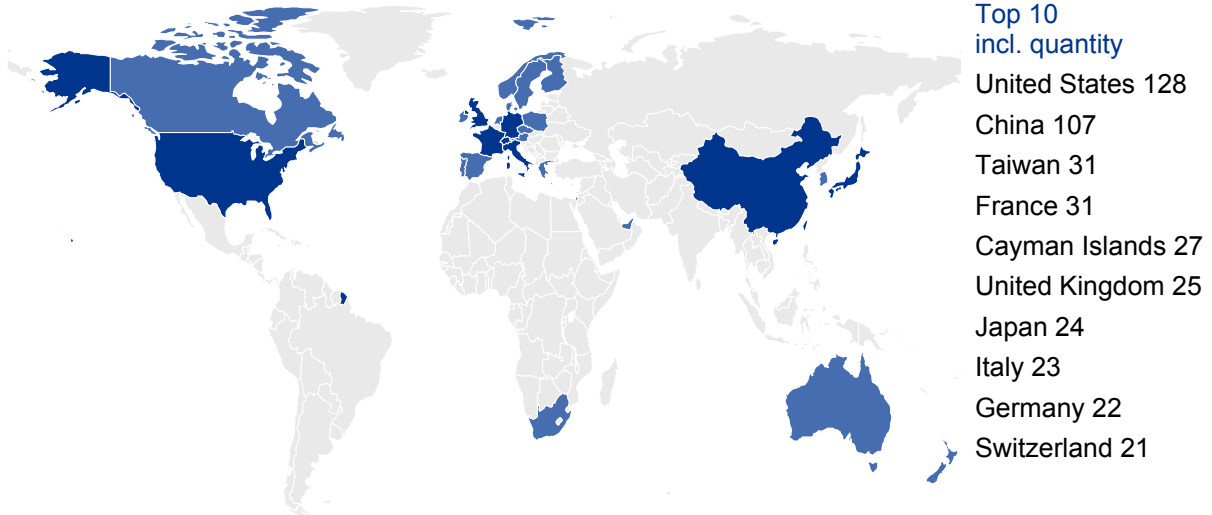 Top 10
incl. quantity
United States 128
China 107
Taiwan 31
France 31
Cayman Islands 27
United Kingdom 25
Japan 24
Italy 23
Germany 22
Switzerland 21